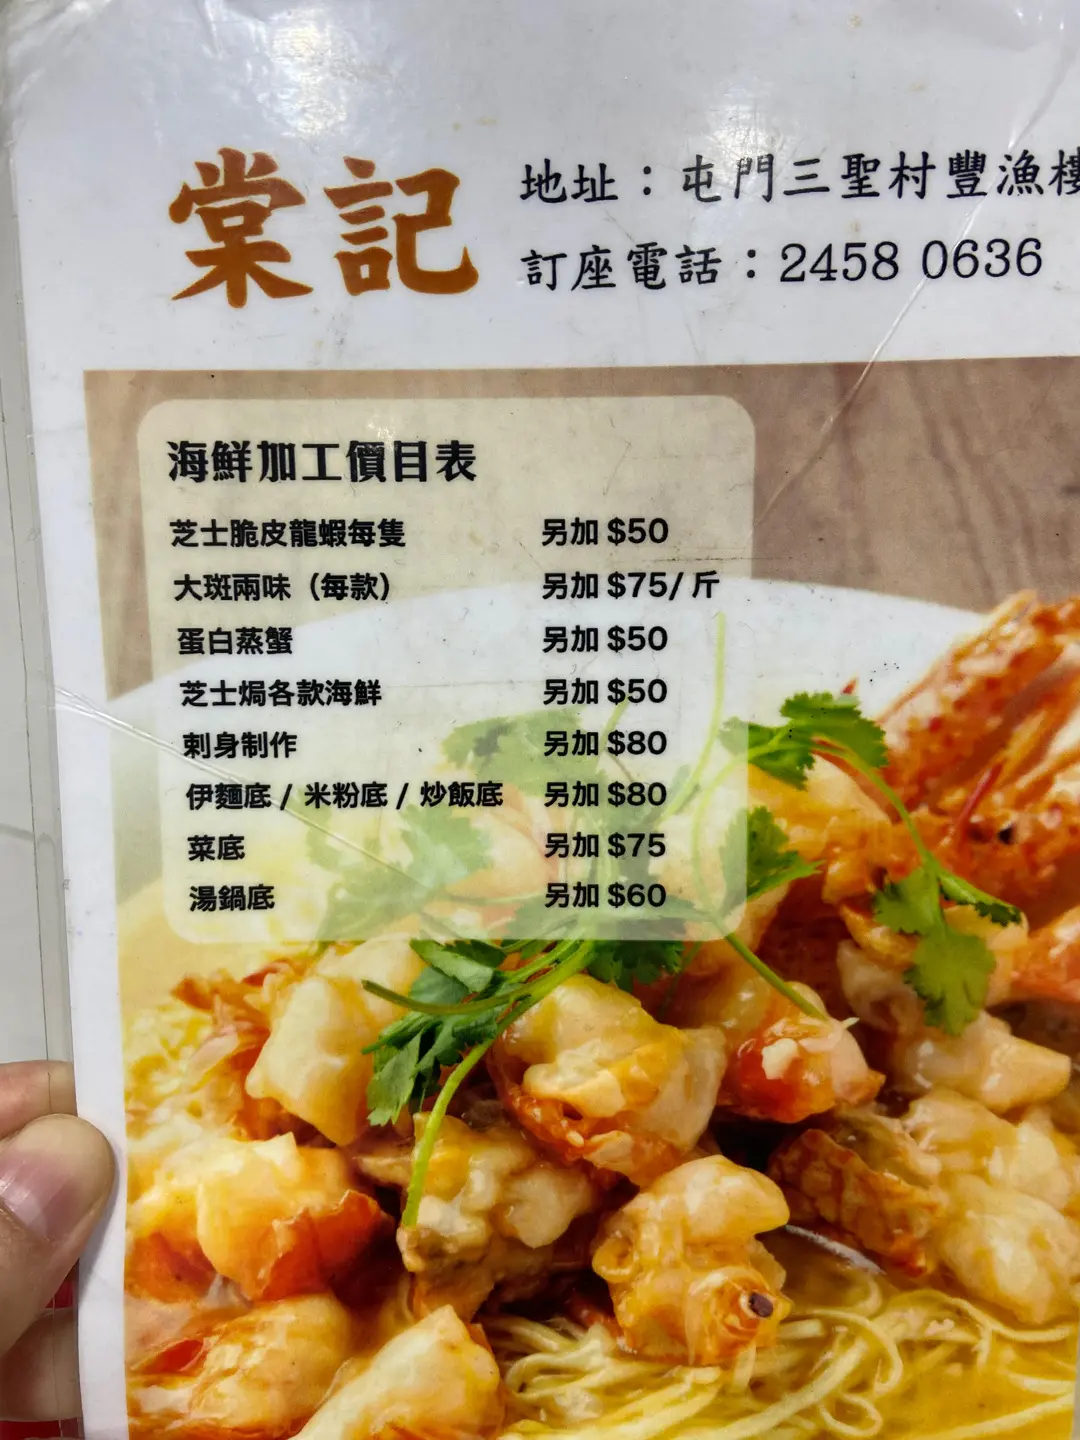 棠記
地址：屯門三聖村豐漁樓
訂座電話：2458 0636
海鮮加工價目表
芝士脆皮龍蝦每隻 另加 $50
大斑兩味（每款） 另加 $75/ 斤
蛋白蒸蟹 另加 $50
芝士焗各款海鮮 另加 $50
刺身制作 另加 $80
伊麵底 / 米粉底 / 炒飯底 另加 $80
菜底 另加 $75
湯鍋底 另加 $60